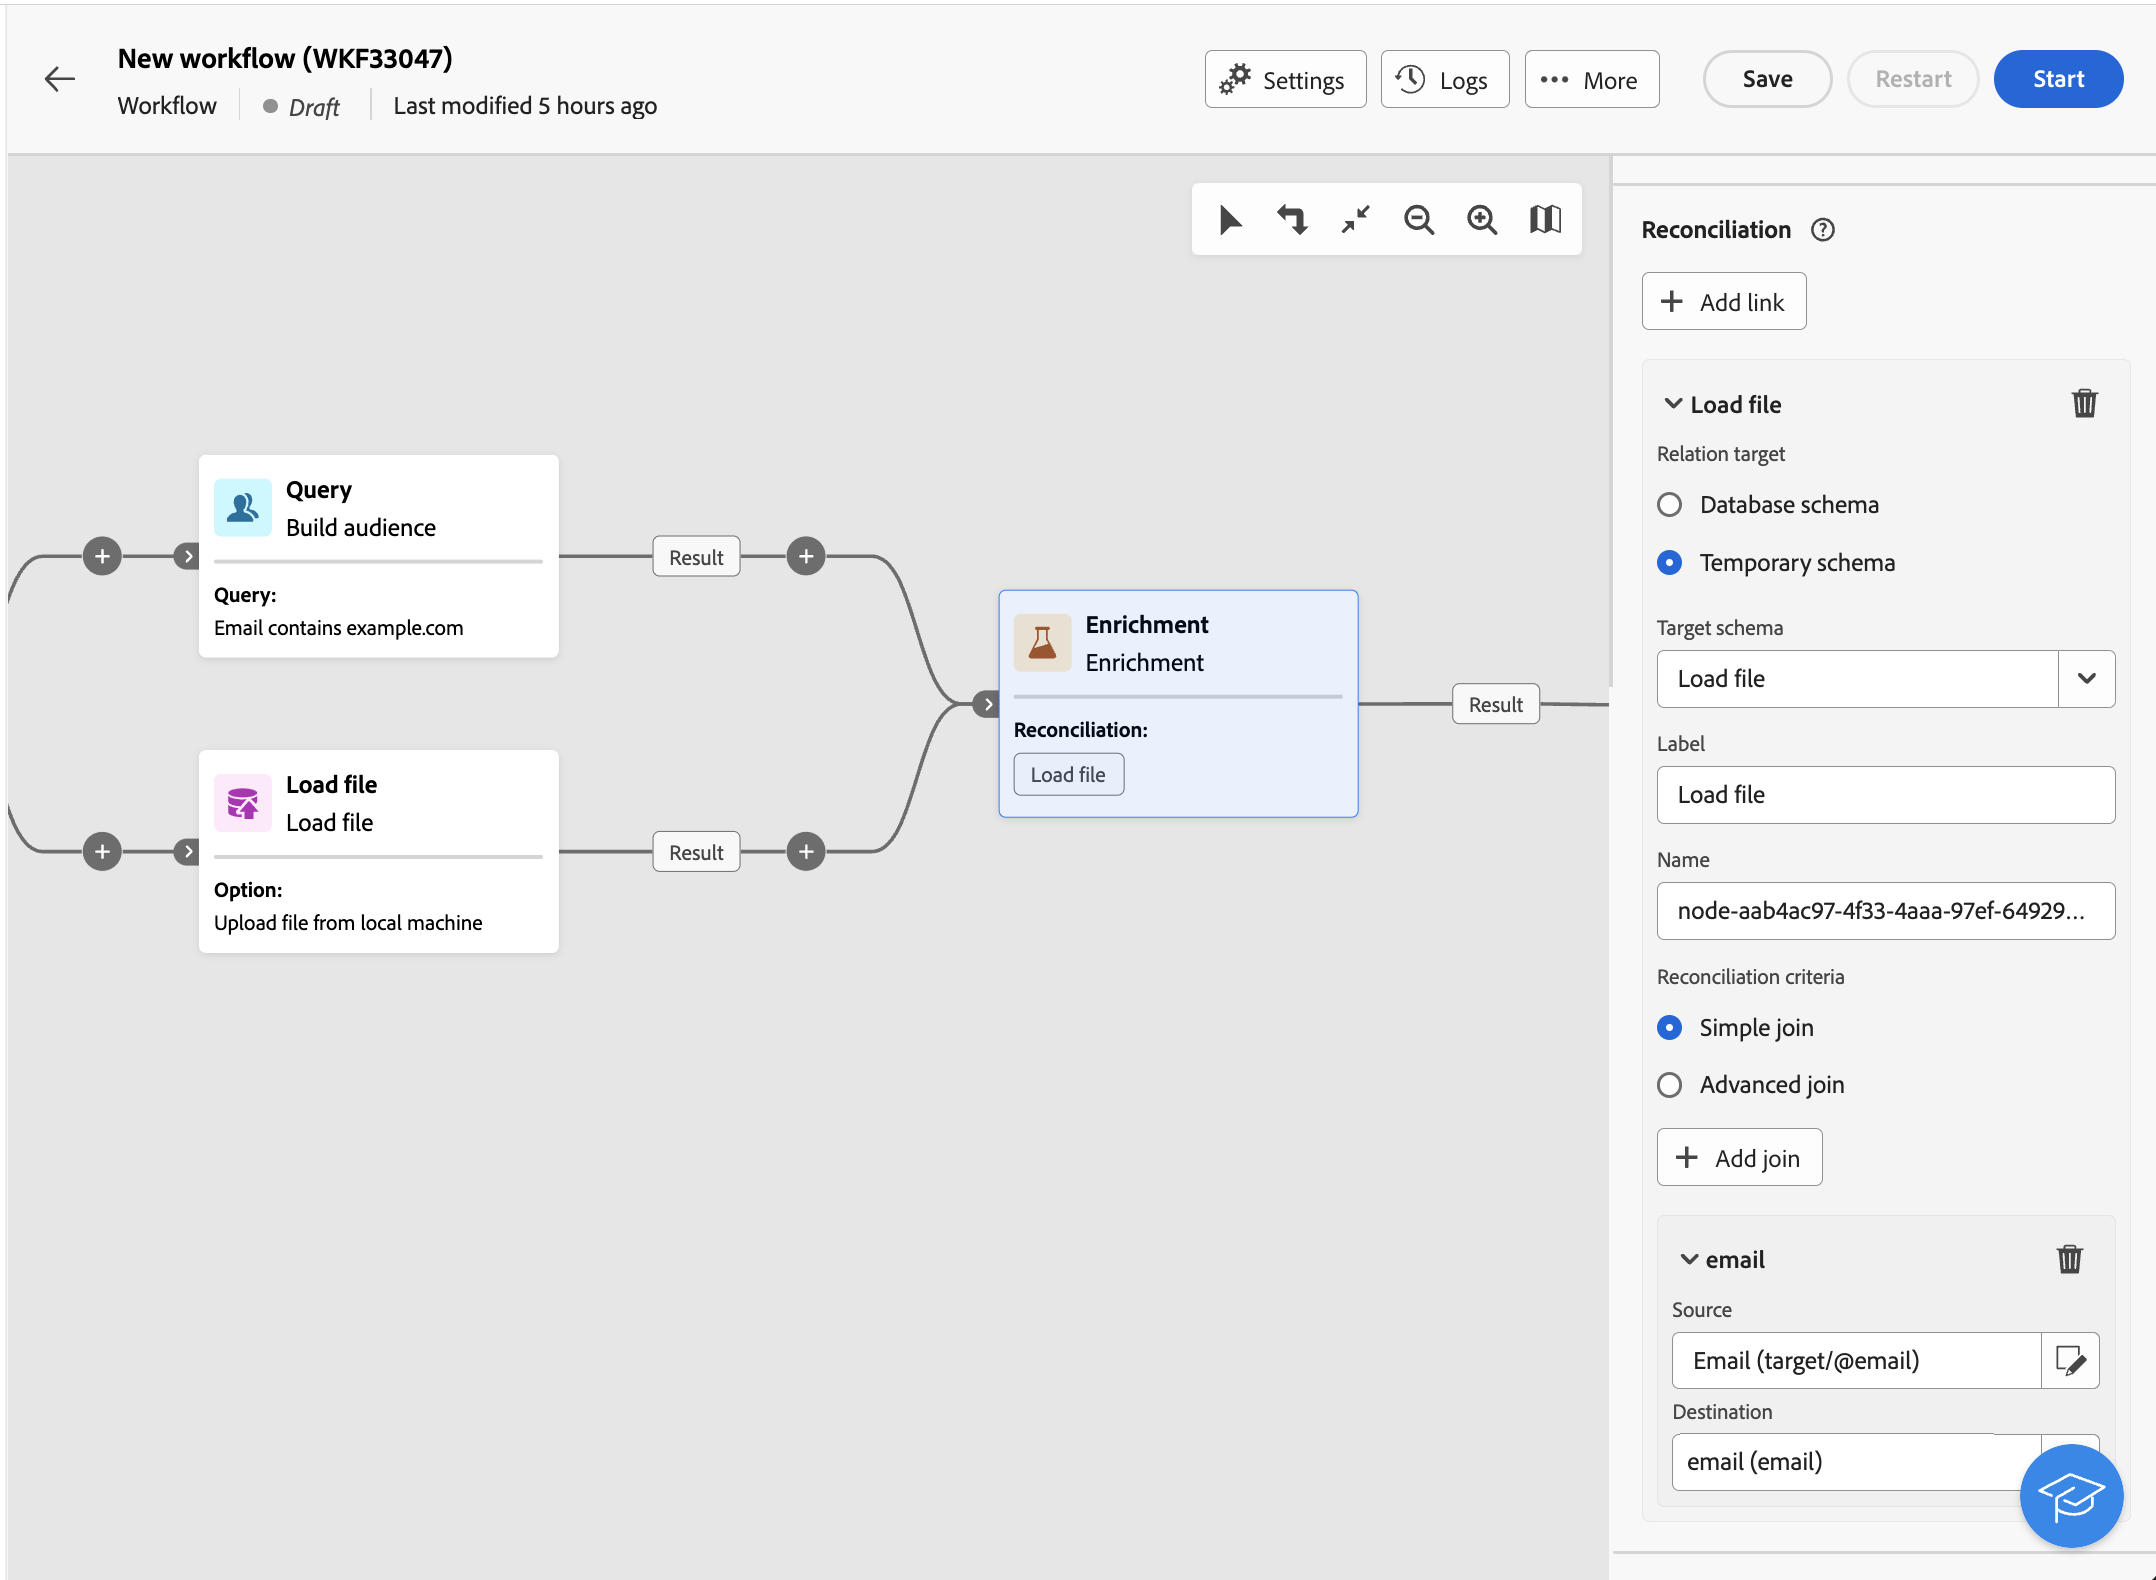 New workflow (WKF33047)
Workflow
Draft
Last modified 5 hours ago
Settings
Logs
More
Save
Restart
Start
Query
Build audience
Query:
Email contains example.com
Result
Load file
Load file
Option:
Upload file from local machine
Result
Enrichment
Enrichment
Reconciliation:
Load file
Result
Reconciliation
Add link
Load file
Relation target
Database schema
Temporary schema
Target schema
Load file
Label
Load file
Name
node-aab4ac97-4f33-4aaa-97ef-64929...
Reconciliation criteria
Simple join
Advanced join
Add join
email
Source
Email (target/@email)
Destination
email (email)